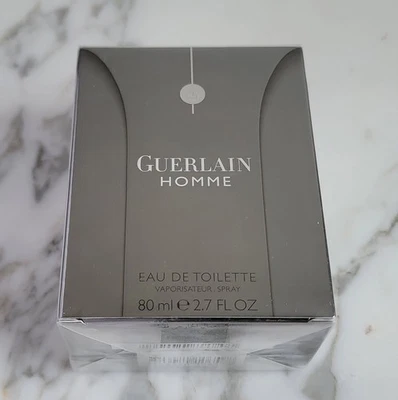 GUERLAIN
HOMME
EAU DE TOILETTE
VAPORISATEUR . SPRAY
80 ml ℮ 2.7 FL OZ